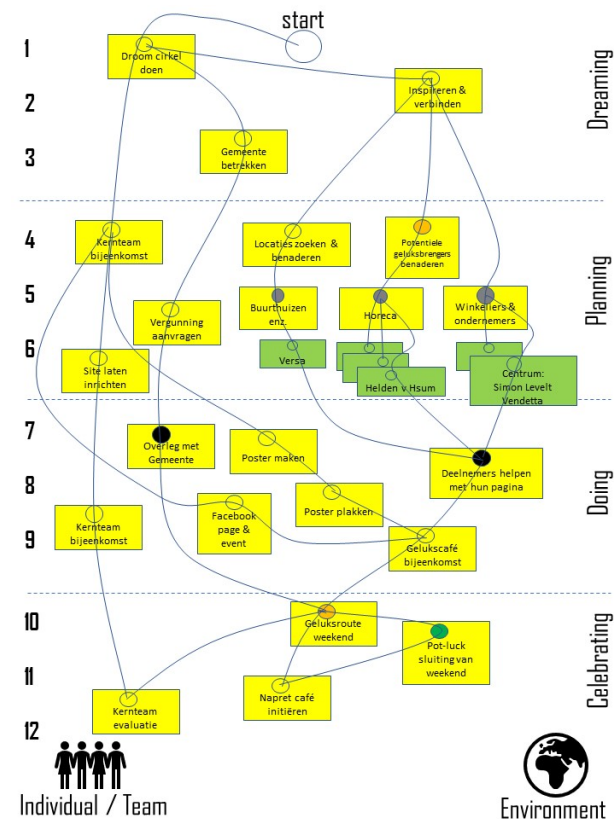 start
1
Droom cirkel
doen
Inspireren &
verbinden
Dreaming
2
3
Gemeente
betrekken
4
Kernteam
bijeenkomst
Locaties zoeken &
benaderen
Potentiele
geluksbrengers
benaderen
Planning
5
Vergunning
aanvragen
Buurthuizen
enz.
Horeca
Winkeliers &
ondernemers
6
Site laten
inrichten
Versa
Helden v Hsum
Centrum:
Simon Levelt
Vendetta
7
Overleg met
Gemeente
Poster maken
Deelnemers helpen
met hun pagina
Doing
8
Poster plakken
9
Kernteam
bijeenkomst
Facebook
page &
event
Gelukscafé
bijeenkomst
10
Geluksroute
weekend
Pot-luck
sluiting van
weekend
Celebrating
11
Kernteam
evaluatie
Napret café
initiëren
12
Individual / Team
Environment